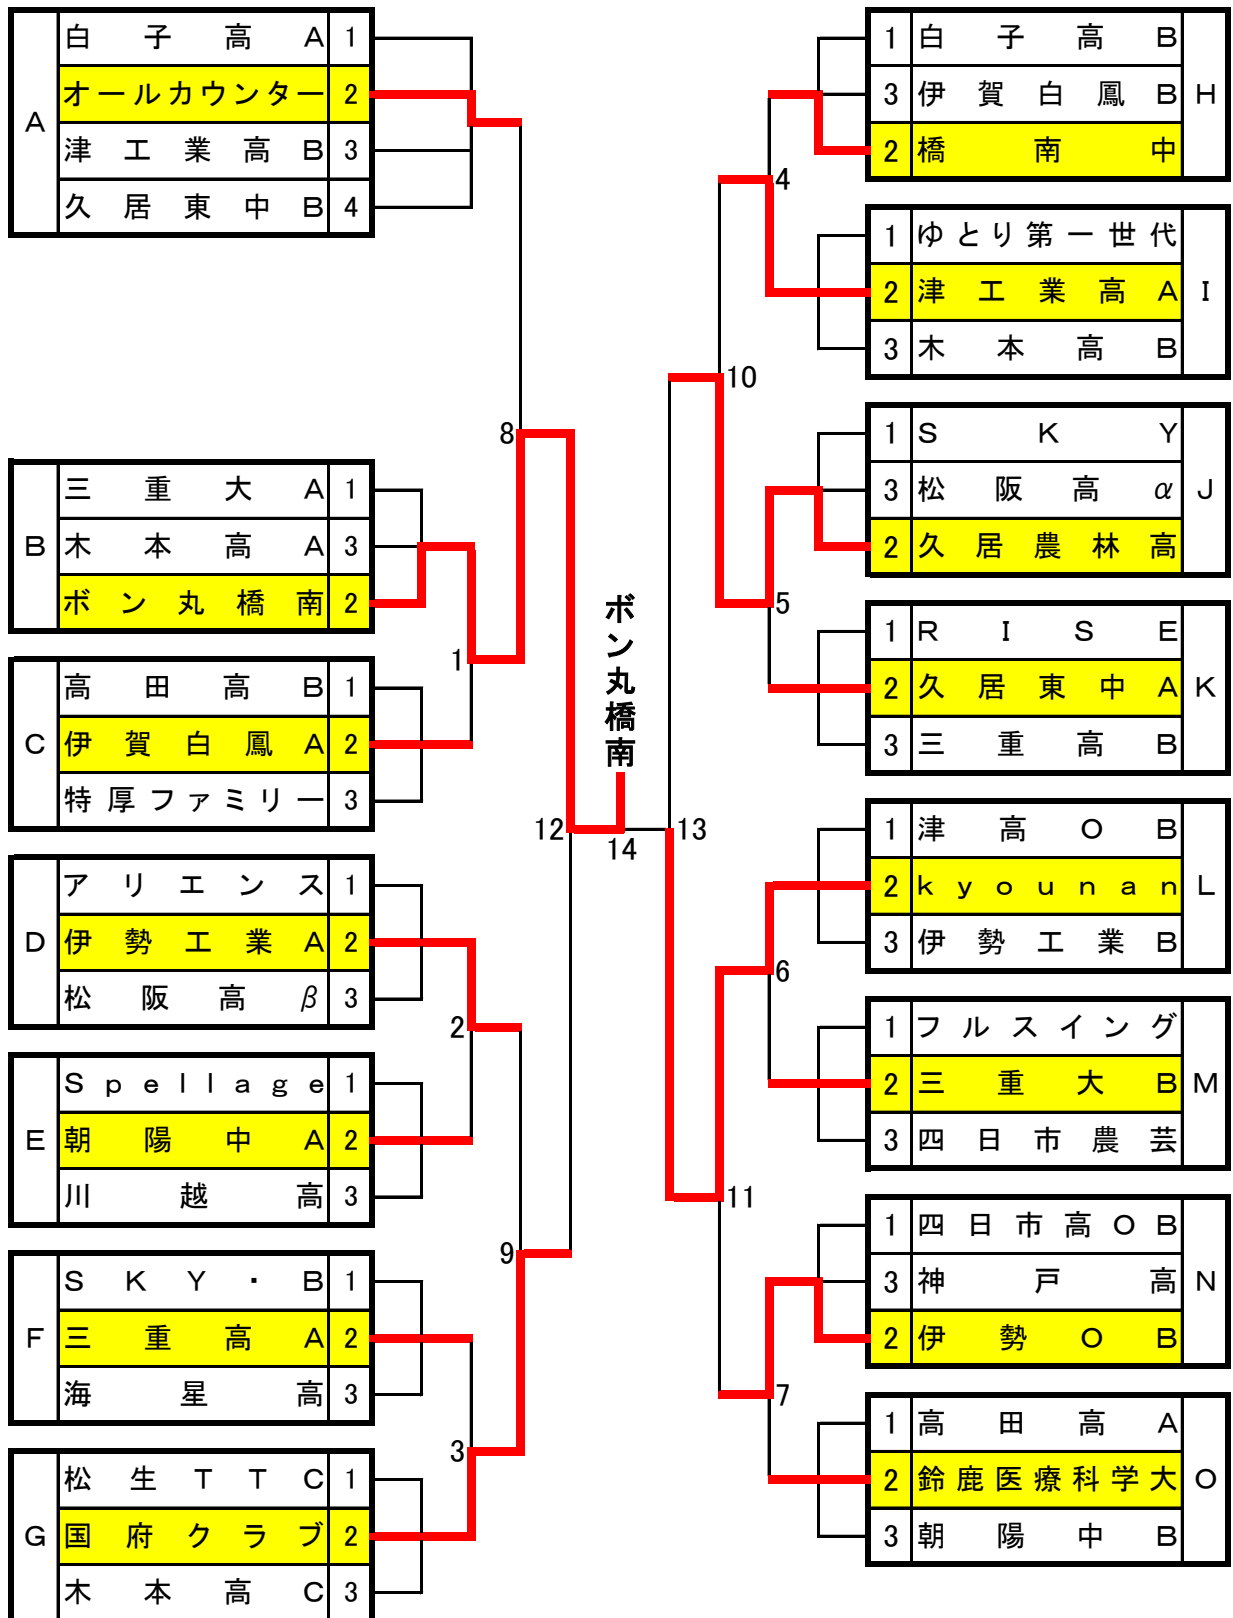 A
白子高A 1
オールカウンター 2
津工業高B 3
久居東中B 4
B
三重大A 1
木本高A 3
ボン丸橋南 2
C
高田高B 1
伊賀白鳳A 2
特厚ファミリー 3
D
アリエンス 1
伊勢工業A 2
松阪高β 3
E
Spellage 1
朝陽中A 2
川越高 3
F
SKY・B 1
三重高A 2
海星高 3
G
松生TTC 1
国府クラブ 2
木本高C 3
8
1
2
9
3
12
ボン丸橋南
14
13
10
11
4
5
6
7
1 白子高B
3 伊賀白鳳B
2 橋南中
H
1 ゆとり第一世代
2 津工業高A
3 木本高B
I
1 SKY
3 松阪高α
2 久居農林高
J
1 RISE
2 久居東中A
3 三重高B
K
1 津高OB
2 kyounan
3 伊勢工業B
L
1 フルスイング
2 三重大B
3 四日市農芸
M
1 四日市高OB
3 神戸高
2 伊勢OB
N
1 高田高A
2 鈴鹿医療科学大
3 朝陽中B
O